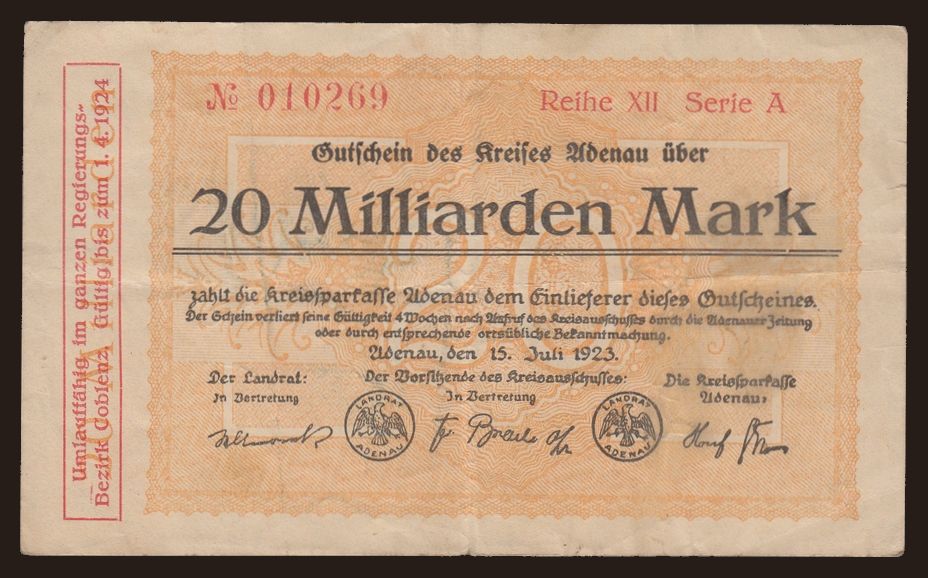 № 010269
Reihe XII Serie A
Gutschein des Kreises Adenau über
20 Milliarden Mark
zahlt die Kreissparkasse Adenau dem Einlieferer dieses Gutscheines.
Der Schein verliert seine Gültigkeit 4 Wochen nach Aufruf des Kreisausschusses durch die Adenauer Zeitung
oder durch entsprechende ortsübliche Bekanntmachung.
Adenau, den 15. Juli 1923.
Der Landrat:
In Vertretung
Der Vorsitzende des Kreisausschusses:
In Vertretung
Die Kreissparkasse
Adenau:
LANDRAT
ADENAU
LANDRAT
ADENAU
Umlauffähig im ganzen Regierungs-
Bezirk Coblenz Gültig bis zum 1. 4. 1924
20